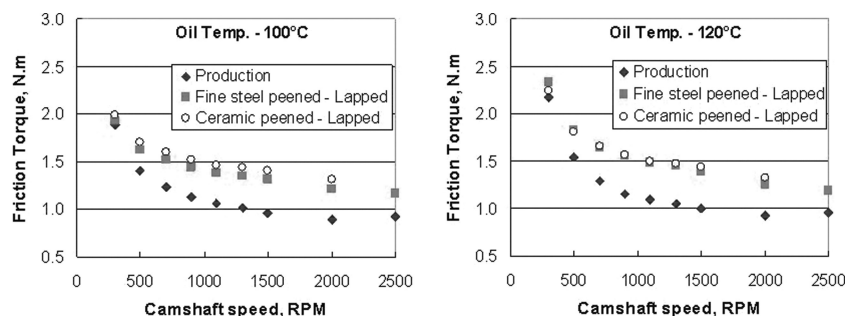 Oil Temp. - 100°C
Production
Fine steel peened - Lapped
Ceramic peened - Lapped
Friction Torque, N.m
3.0
2.5
2.0
1.5
1.0
0.5
0 500 1000 1500 2000 2500
Camshaft speed, RPM
Oil Temp. - 120°C
Production
Fine steel peened - Lapped
Ceramic peened - Lapped
Friction Torque, N.m
3.0
2.5
2.0
1.5
1.0
0.5
0 500 1000 1500 2000 2500
Camshaft speed, RPM